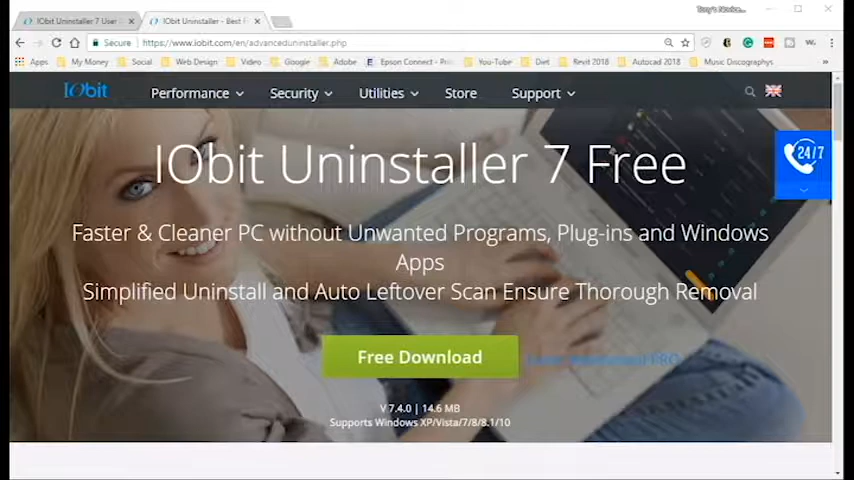 IObit Uninstaller 7 User
IObit Uninstaller - Best F
Secure
https://www.iobit.com/en/advanceduninstaller.php
Apps My Money Social Web Design Video Google Adobe Epson Connect - Pri You-Tube Diet Revit 2018 Autocad 2018 Music Discographys
IObit Performance Security Utilities Store Support
24/7
IObit Uninstaller 7 Free
Faster & Cleaner PC without Unwanted Programs, Plug-ins and Windows
Apps
Simplified Uninstall and Auto Leftover Scan Ensure Thorough Removal
Free Download
PRO
V 7.4.0 | 14.6 MB
Supports Windows XP/Vista/7/8/8.1/10